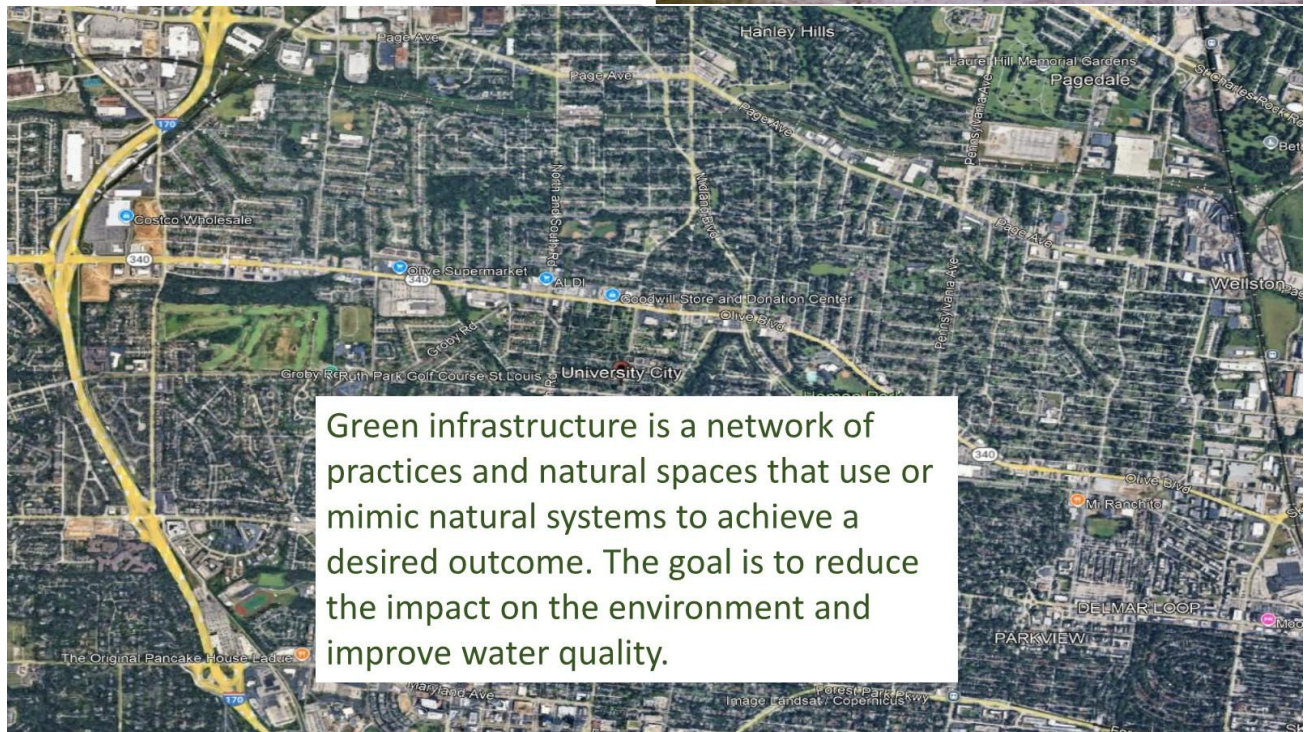 Hanley Hills
Page Ave
Laurel Hill Memorial Gardens
Page Ave
Pagedale
St Charles Rock Rd
Page Ave
Pennsylvania Ave
170
North and South Rd
Midland Blvd
Costco Wholesale
Page Ave
340
Olive Supermarket
340
ALDI
Wellston
Goodwill Store and Donation Center
Olive Blvd
Pennsylvania Ave
Groby Rd
Ruth Park Golf Course St Louis
University City
Green infrastructure is a network of
practices and natural spaces that use or
mimic natural systems to achieve a
desired outcome. The goal is to reduce
the impact on the environment and
improve water quality.
340
Olive Blvd
Mi Ranchito
DELMAR LOOP
PARKVIEW
The Original Pancake House Ladue
170
Maryland Ave
Forest Park Pkwy
Image Landsat / Copernicus